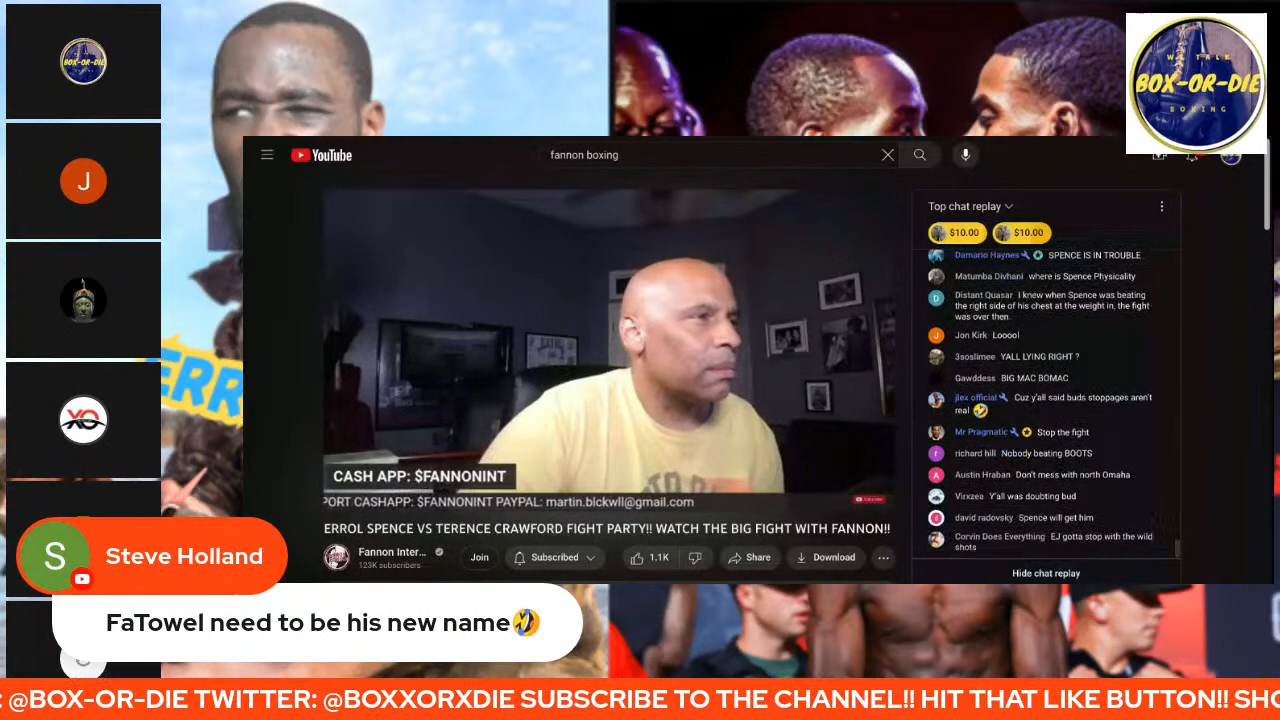 BOX-OR-DIE
J
XO
ERR
WE TALK
BOX-OR-DIE
BOXING
YouTube
fannon boxing
CASH APP: $FANNONINT
PORT CASHAPP: $FANNONINT PAYPAL: martin.blckwll@gmail.com
ERROL SPENCE VS TERENCE CRAWFORD FIGHT PARTY!! WATCH THE BIG FIGHT WITH FANNON!!
Fannon Inter...
123K subscribers
Join
Subscribed
1.1K
Share
Download
Top chat replay
$10.00
$10.00
Damario Haynes SPENCE IS IN TROUBLE
Matumba Divhani where is Spence Physicality
D
Distant Quasar I knew when Spence was beating
the right side of his chest at the weight in, the fight
was over then.
J
Jon Kirk Looool
3soslimee YALL LYING RIGHT ?
Gawddess BIG MAC BOMAC
jlex official Cuz y'all said buds stoppages aren't
real 🤣
Mr Pragmatic Stop the fight
r
richard hill Nobody beating BOOTS
A
Austin Hraban Don't mess with north Omaha
Virxzea Y'all was doubting bud
david radovsky Spence will get him
Corvin Does Everything EJ gotta stop with the wild
shots
Hide chat replay
S
Steve Holland
FaTowel need to be his new name🤣
: @BOX-OR-DIE TWITTER: @BOXXORXDIE SUBSCRIBE TO THE CHANNEL!! HIT THAT LIKE BUTTON!! SHO